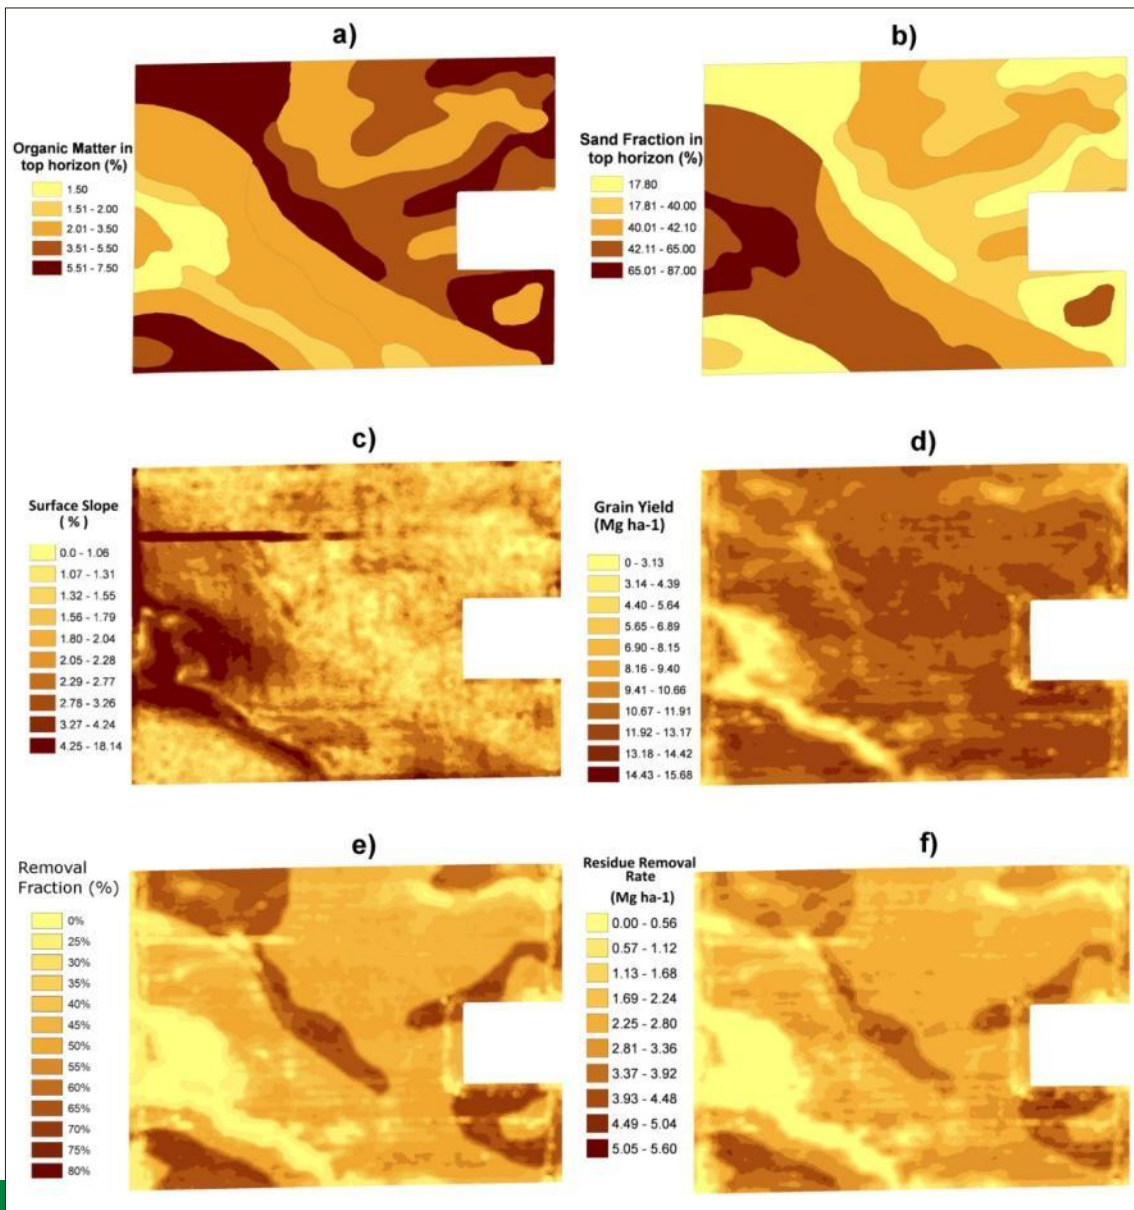 a)
Organic Matter in
top horizon (%)
1.50
1.51 - 2.00
2.01 - 3.50
3.51 - 5.50
5.51 - 7.50
b)
Sand Fraction in
top horizon (%)
17.80
17.81 - 40.00
40.01 - 42.10
42.11 - 65.00
65.01 - 87.00
c)
Surface Slope
( % )
0.0 - 1.06
1.07 - 1.31
1.32 - 1.55
1.56 - 1.79
1.80 - 2.04
2.05 - 2.28
2.29 - 2.77
2.78 - 3.26
3.27 - 4.24
4.25 - 18.14
d)
Grain Yield
(Mg ha-1)
0 - 3.13
3.14 - 4.39
4.40 - 5.64
5.65 - 6.89
6.90 - 8.15
8.16 - 9.40
9.41 - 10.66
10.67 - 11.91
11.92 - 13.17
13.18 - 14.42
14.43 - 15.68
e)
Removal
Fraction (%)
0%
25%
30%
35%
40%
45%
50%
55%
60%
65%
70%
75%
80%
f)
Residue Removal
Rate
(Mg ha-1)
0.00 - 0.56
0.57 - 1.12
1.13 - 1.68
1.69 - 2.24
2.25 - 2.80
2.81 - 3.36
3.37 - 3.92
3.93 - 4.48
4.49 - 5.04
5.05 - 5.60